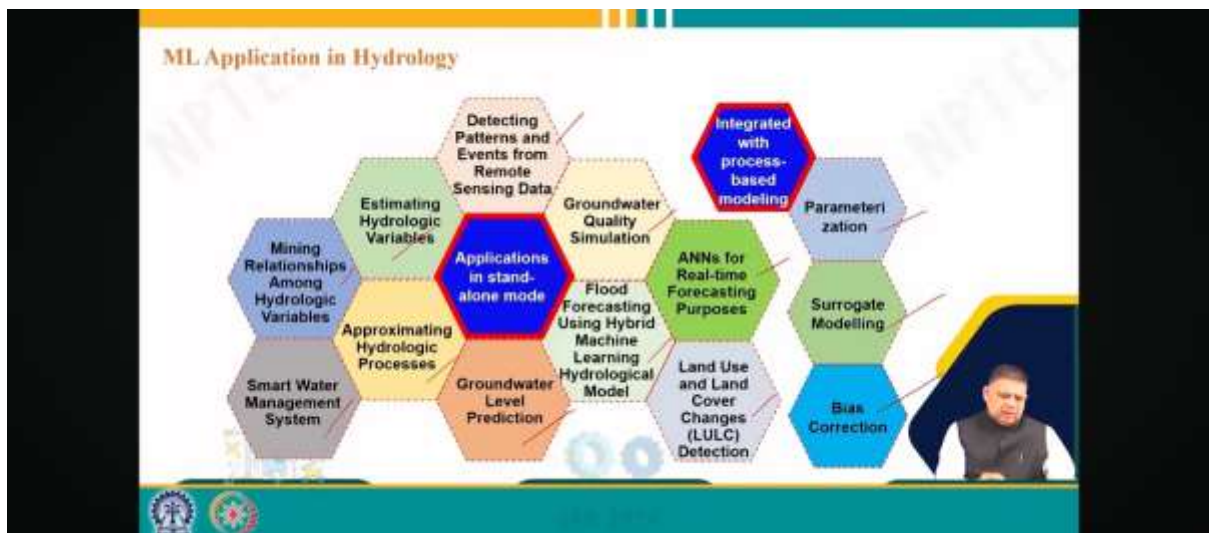 ML Application in Hydrology
NPTEL
NPTEL
Detecting
Patterns and
Events from
Remote
Sensing Data
Integrated
with
process-
based
modeling
Estimating
Hydrologic
Variables
Groundwater
Quality
Simulation
Parameteri
zation
Mining
Relationships
Among
Hydrologic
Variables
Applications
in stand-
alone mode
ANNs for
Real-time
Forecasting
Purposes
Approximating
Hydrologic
Processes
Flood
Forecasting
Using Hybrid
Machine
Learning
Hydrological
Model
Surrogate
Modelling
Smart Water
Management
System
Groundwater
Level
Prediction
Land Use
and Land
Cover
Changes
(LULC)
Detection
Bias
Correction